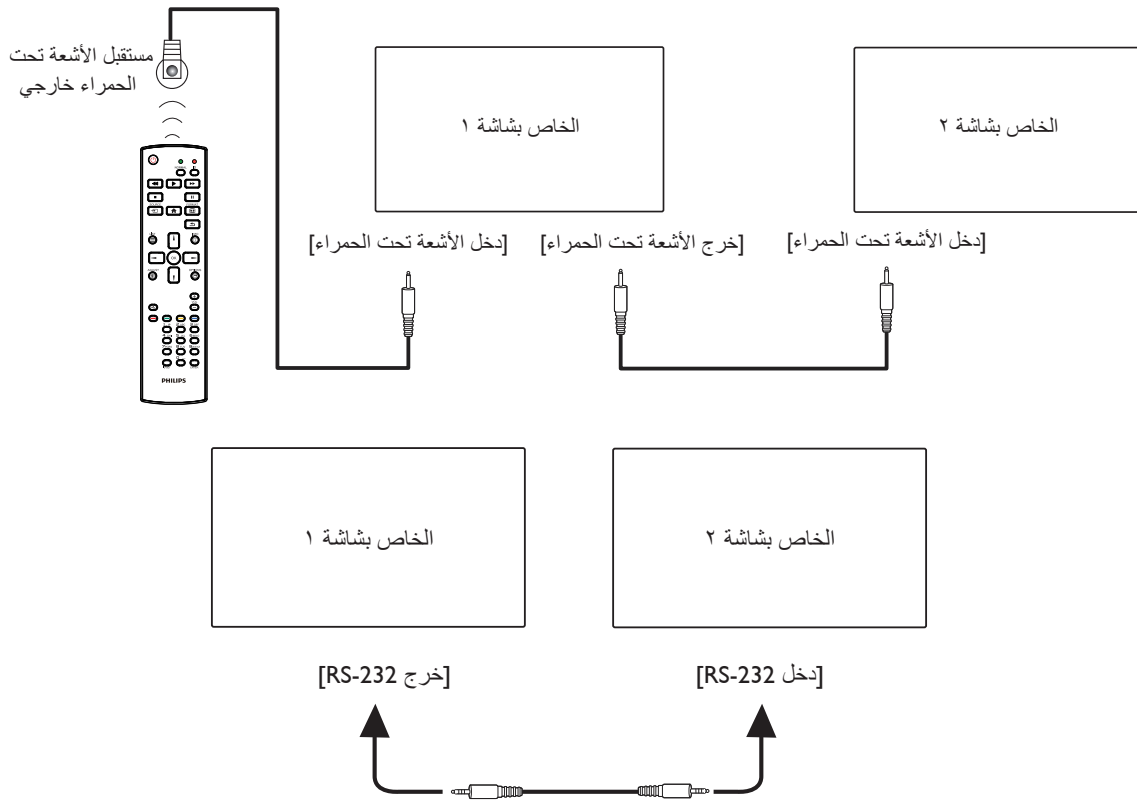 مستقبل الأشعة تحت
الحمراء خارجي
الخاص بشاشة ١
الخاص بشاشة ٢
[دخل الأشعة تحت الحمراء]
[خرج الأشعة تحت الحمراء]
[دخل الأشعة تحت الحمراء]
PHILIPS
الخاص بشاشة ١
الخاص بشاشة ٢
[خرج RS-232]
[دخل RS-232]